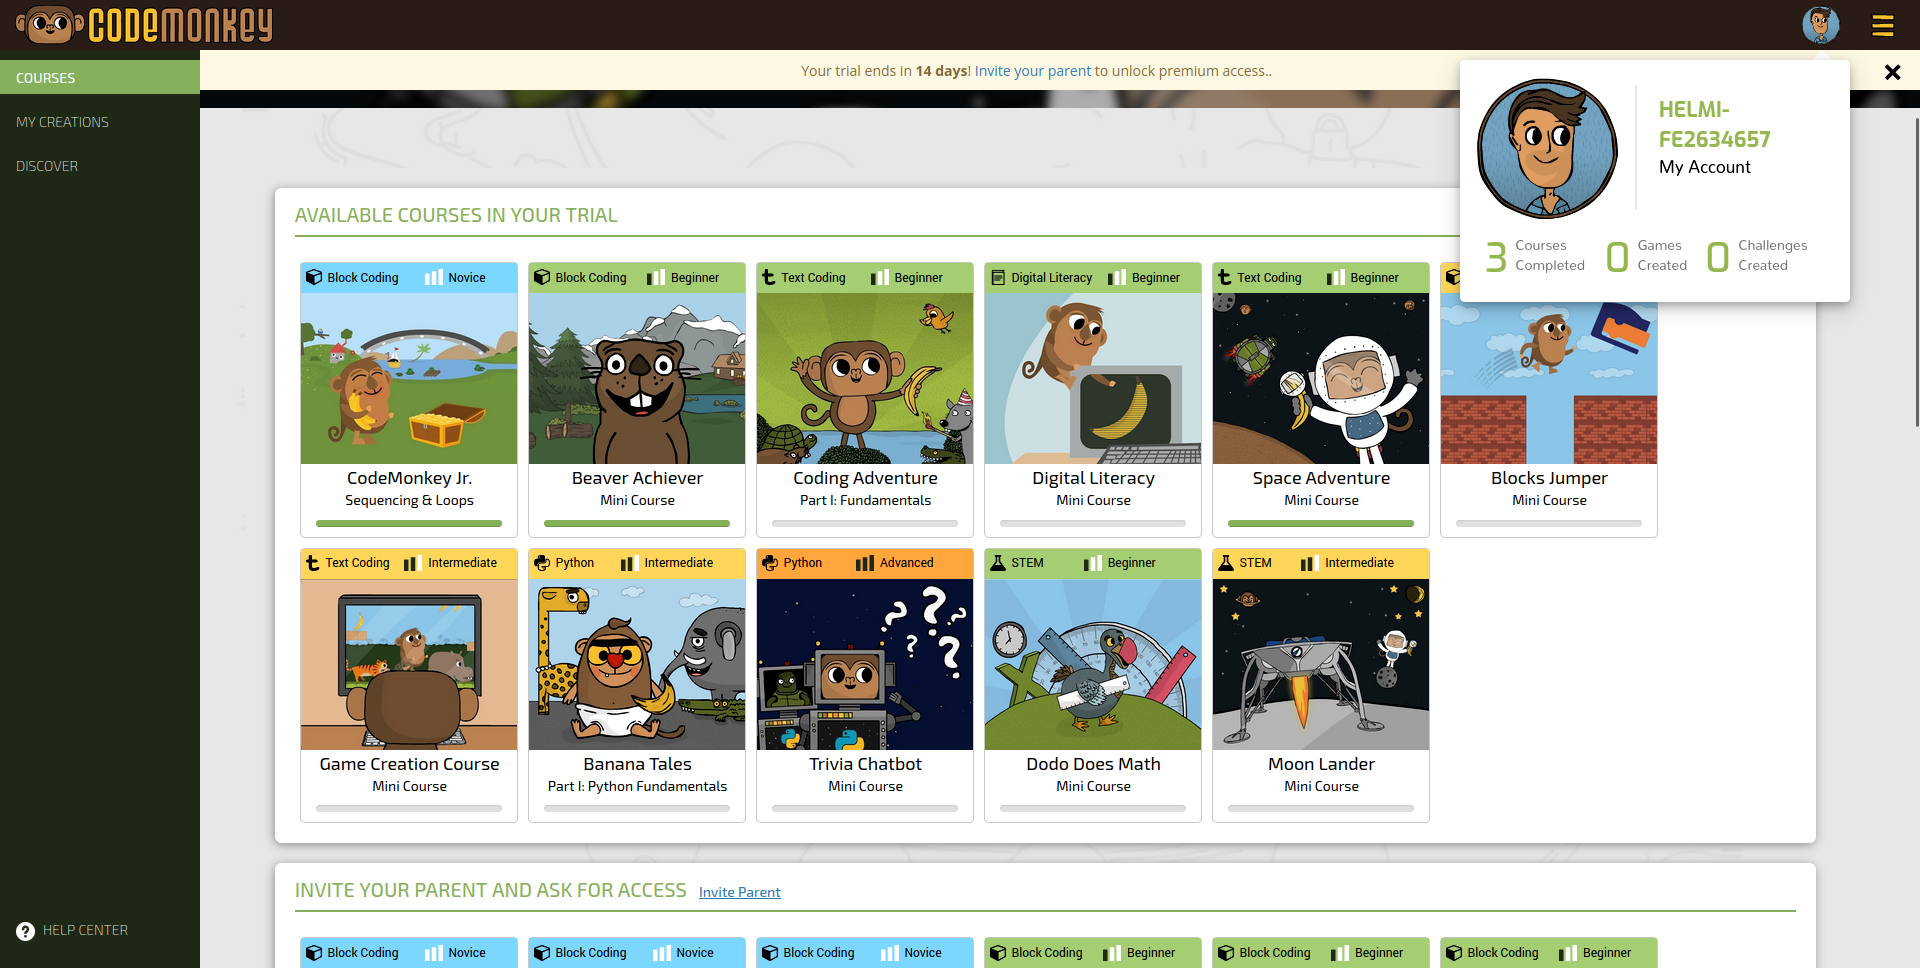 CODEMONKEY
COURSES
MY CREATIONS
DISCOVER
HELP CENTER
Your trial ends in 14 days! Invite your parent to unlock premium access..
HELMI-
FE2634657
My Account
3 Courses Completed
0 Games Created
0 Challenges Created
AVAILABLE COURSES IN YOUR TRIAL
Block Coding Novice
CodeMonkey Jr.
Sequencing & Loops
Block Coding Beginner
Beaver Achiever
Mini Course
Text Coding Beginner
Coding Adventure
Part I: Fundamentals
Digital Literacy Beginner
Digital Literacy
Mini Course
Text Coding Beginner
Space Adventure
Mini Course
Blocks Jumper
Mini Course
Text Coding Intermediate
Game Creation Course
Mini Course
Python Intermediate
Banana Tales
Part I: Python Fundamentals
Python Advanced
Trivia Chatbot
Mini Course
STEM Beginner
Dodo Does Math
Mini Course
STEM Intermediate
Moon Lander
Mini Course
INVITE YOUR PARENT AND ASK FOR ACCESS Invite Parent
Block Coding Novice
Block Coding Novice
Block Coding Novice
Block Coding Beginner
Block Coding Beginner
Block Coding Beginner